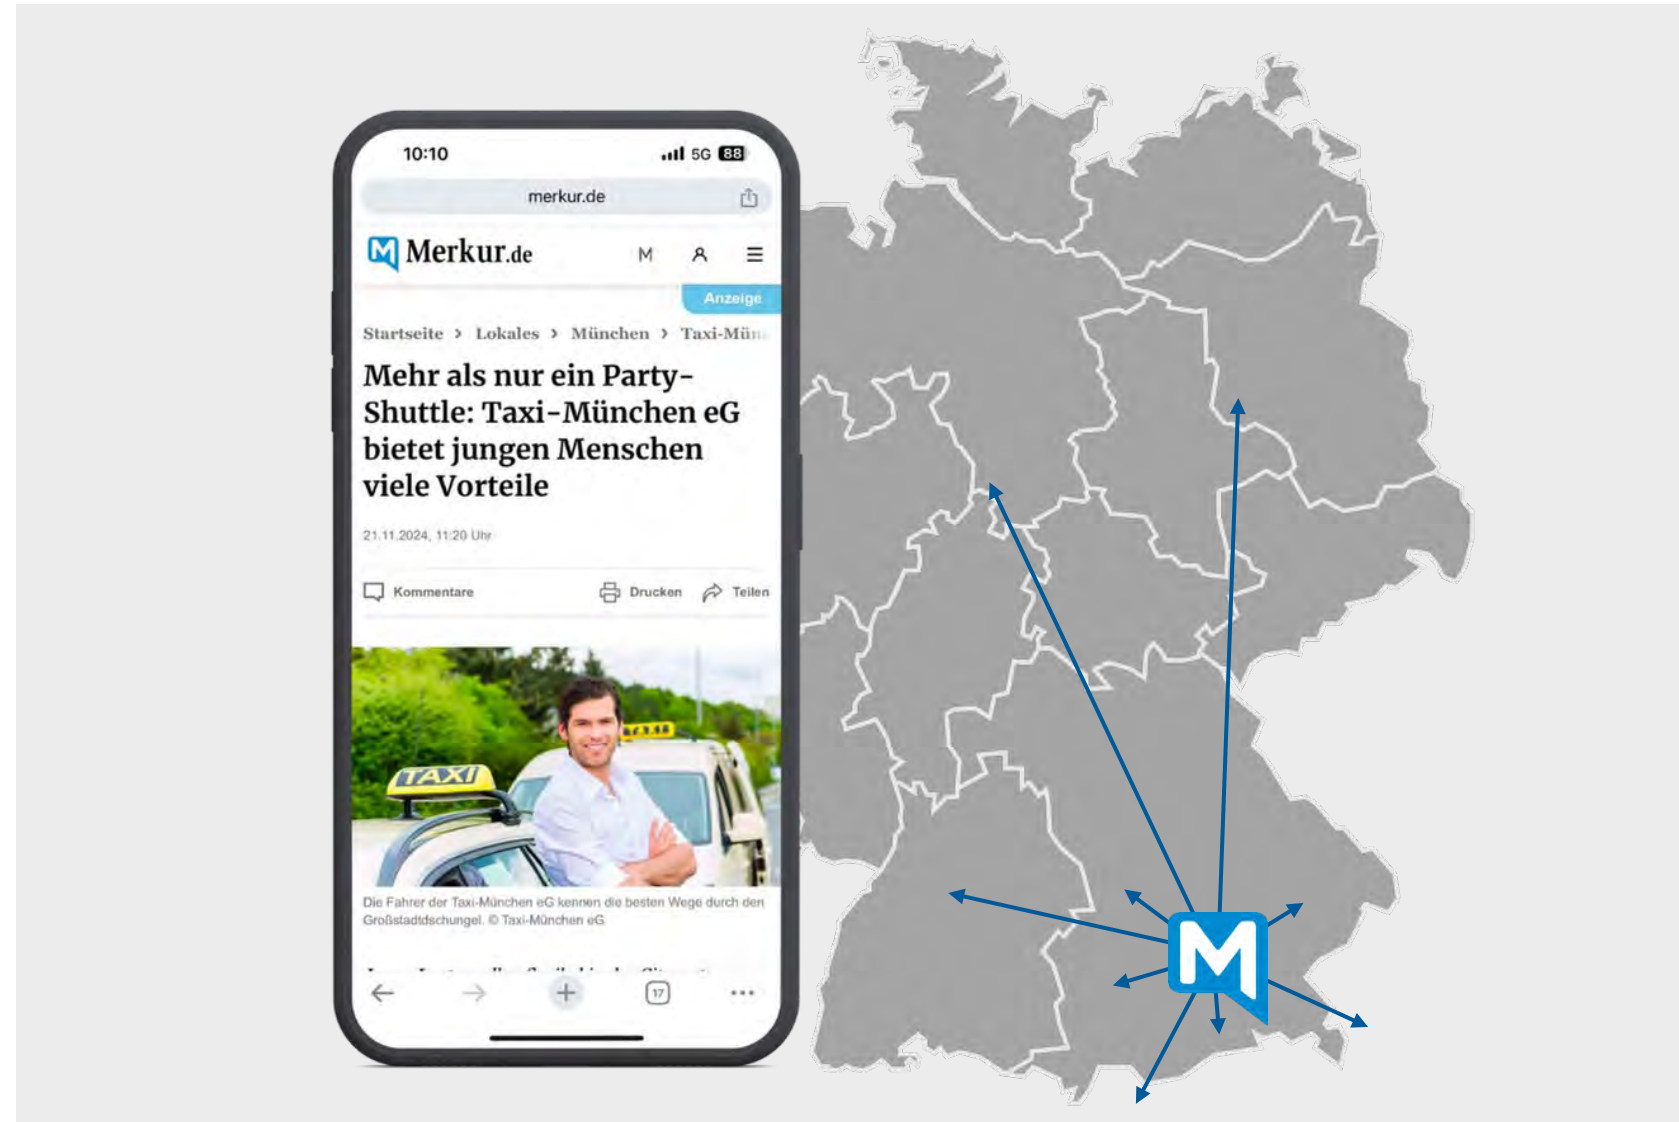 10:10 5G 88
merkur.de
M Merkur.de M
Anzeige
Startseite > Lokales > München > Taxi-Mün
Mehr als nur ein Party-
Shuttle: Taxi-München eG
bietet jungen Menschen
viele Vorteile
21.11.2024, 11:20 Uhr
Kommentare Drucken Teilen
TAXI
Die Fahrer der Taxi-München eG kennen die besten Wege durch den
Großstadtdschungel. © Taxi-München eG
17
M